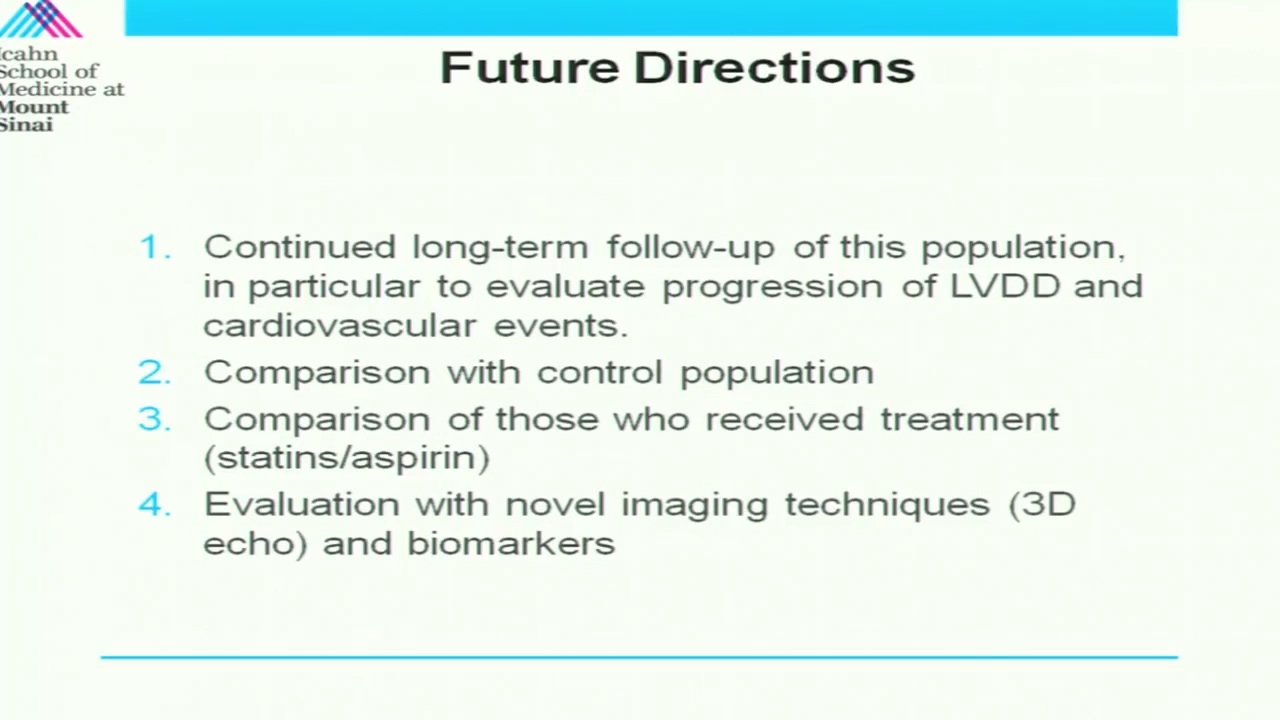 Icahn
School of
Medicine at
Mount
Sinai
Future Directions
1. Continued long-term follow-up of this population,
in particular to evaluate progression of LVDD and
cardiovascular events.
2. Comparison with control population
3. Comparison of those who received treatment
(statins/aspirin)
4. Evaluation with novel imaging techniques (3D
echo) and biomarkers